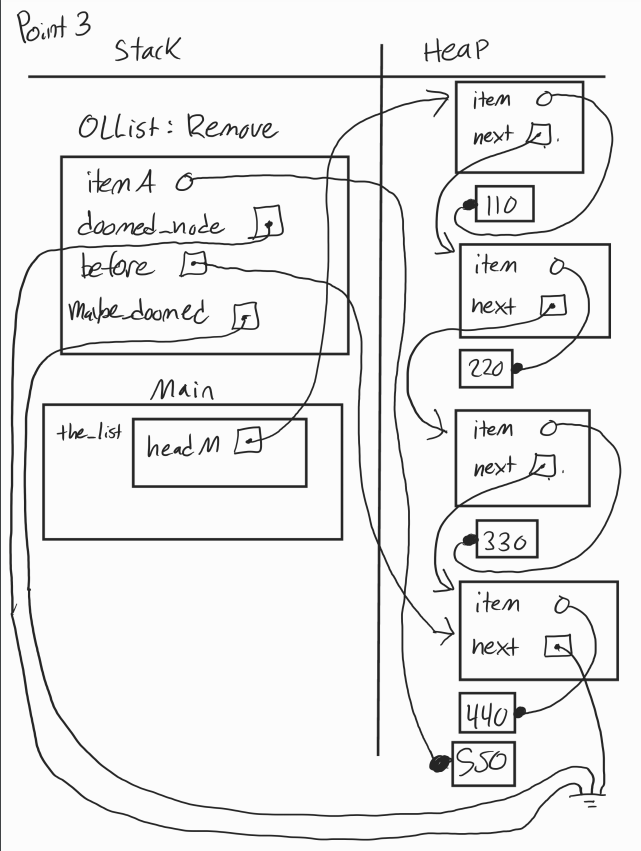 Point 3
Stack
Heap
OLList: Remove
itemA
doomed_node
before
maybe_doomed
Main
the_list
headM
item
next
110
item
next
220
item
next
330
item
next
440
550